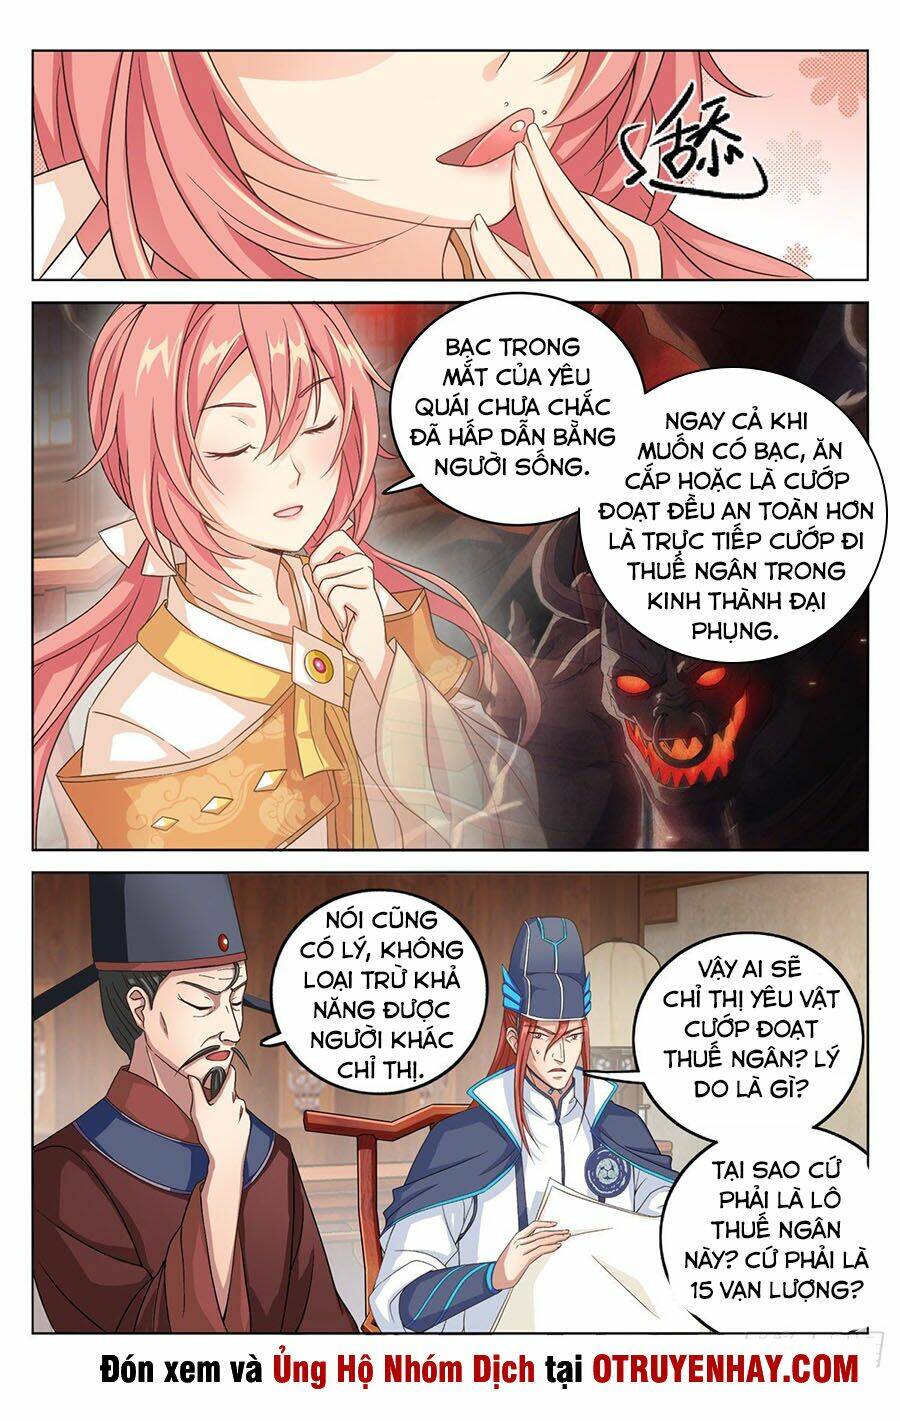 舔
BẠC TRONG
MẮT CỦA YÊU
QUÁI CHƯA CHẮC
ĐÃ HẤP DẪN BẰNG
NGƯỜI SỐNG.
NGAY CẢ KHI
MUỐN CÓ BẠC, ĂN
CẮP HOẶC LÀ CƯỚP
ĐOẠT ĐỀU AN TOÀN HƠN
LÀ TRỰC TIẾP CƯỚP ĐI
THUẾ NGÂN TRONG
KINH THÀNH ĐẠI
PHỤNG.
NÓI CŨNG
CÓ LÝ, KHÔNG
LOẠI TRỪ KHẢ
NĂNG ĐƯỢC
NGƯỜI KHÁC
CHỈ THỊ.
VẬY AI SẼ
CHỈ THỊ YÊU VẬT
CƯỚP ĐOẠT
THUẾ NGÂN? LÝ
DO LÀ GÌ?
TẠI SAO CỨ
PHẢI LÀ LÔ
THUẾ NGÂN
NÀY? CỨ PHẢI LÀ
15 VẠN LƯỢNG?
Đón xem và Ủng Hộ Nhóm Dịch tại OTRUYENHAY.COM